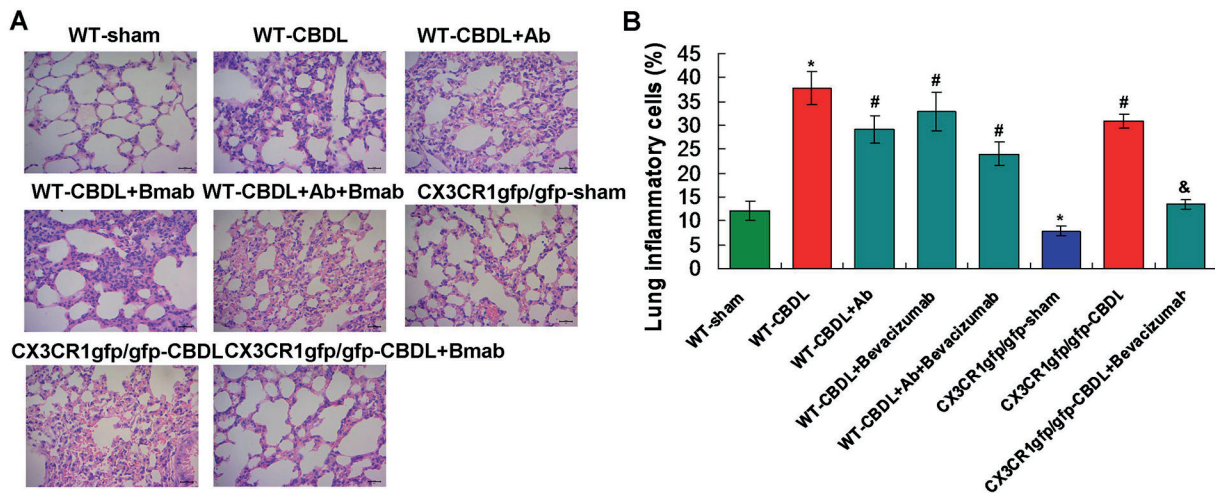 A
WT-sham WT-CBDL WT-CBDL+Ab
WT-CBDL+Bmab WT-CBDL+Ab+Bmab CX3CR1gfp/gfp-sham
CX3CR1gfp/gfp-CBDL CX3CR1gfp/gfp-CBDL+Bmab
B
Lung inflammatory cells (%)
45
40
35
30
25
20
15
10
5
0
*
#
#
#
*
#
&
WT-sham
WT-CBDL
WT-CBDL+Ab
WT-CBDL+Bevacizumab
WT-CBDL+Ab+Bevacizumab
CX3CR1gfp/gfp-sham
CX3CR1gfp/gfp-CBDL
CX3CR1gfp/gfp-CBDL+Bevacizumab